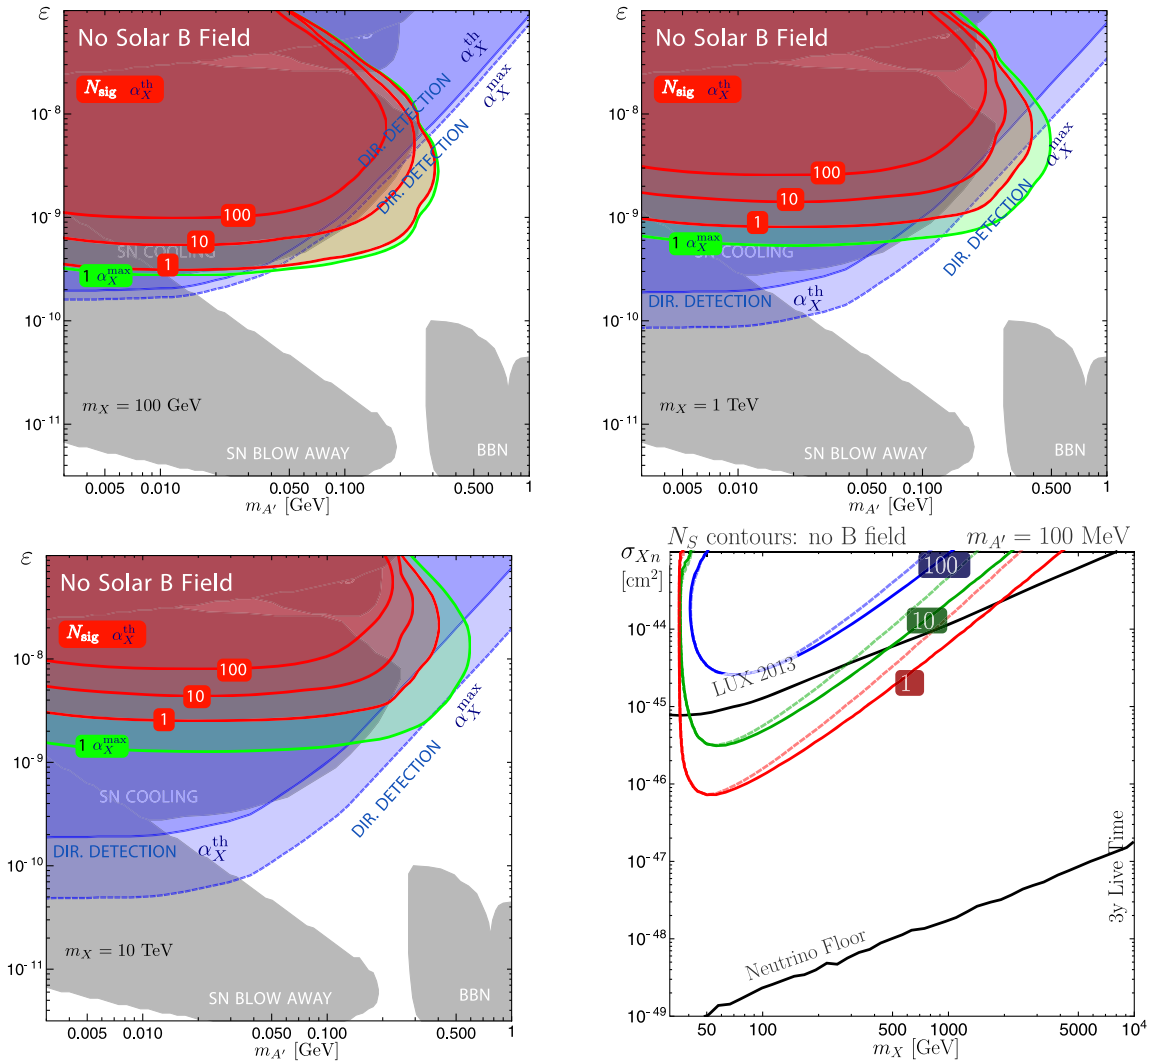 ε
No Solar B Field
N_sig α_X^th
α_X^th
α_X^max
DIR. DETECTION
DIR. DETECTION
100
10
1
SN COOLING
1 α_X^max
m_X = 100 GeV
SN BLOW AWAY
BBN
10^-8
10^-9
10^-10
10^-11
0.005 0.010 0.050 0.100 0.500 1
m_A' [GeV]
ε
No Solar B Field
N_sig α_X^th
α_X^max
100
10
1
DIR. DETECTION
1 α_X^max
SN COOLING
DIR. DETECTION
α_X^th
m_X = 1 TeV
SN BLOW AWAY
BBN
10^-8
10^-9
10^-10
10^-11
0.005 0.010 0.050 0.100 0.500 1
m_A' [GeV]
ε
No Solar B Field
N_sig α_X^th
100
10
1
α_X^max
1 α_X^max
DIR. DETECTION
SN COOLING
DIR. DETECTION
α_X^th
m_X = 10 TeV
SN BLOW AWAY
BBN
10^-8
10^-9
10^-10
10^-11
0.005 0.010 0.050 0.100 0.500 1
m_A' [GeV]
N_S contours: no B field m_A' = 100 MeV
σ_Xn
[cm²]
100
10
1
LUX 2013
Neutrino Floor
3y Live Time
10^-44
10^-45
10^-46
10^-47
10^-48
10^-49
50 100 500 1000 5000 10^4
m_X [GeV]